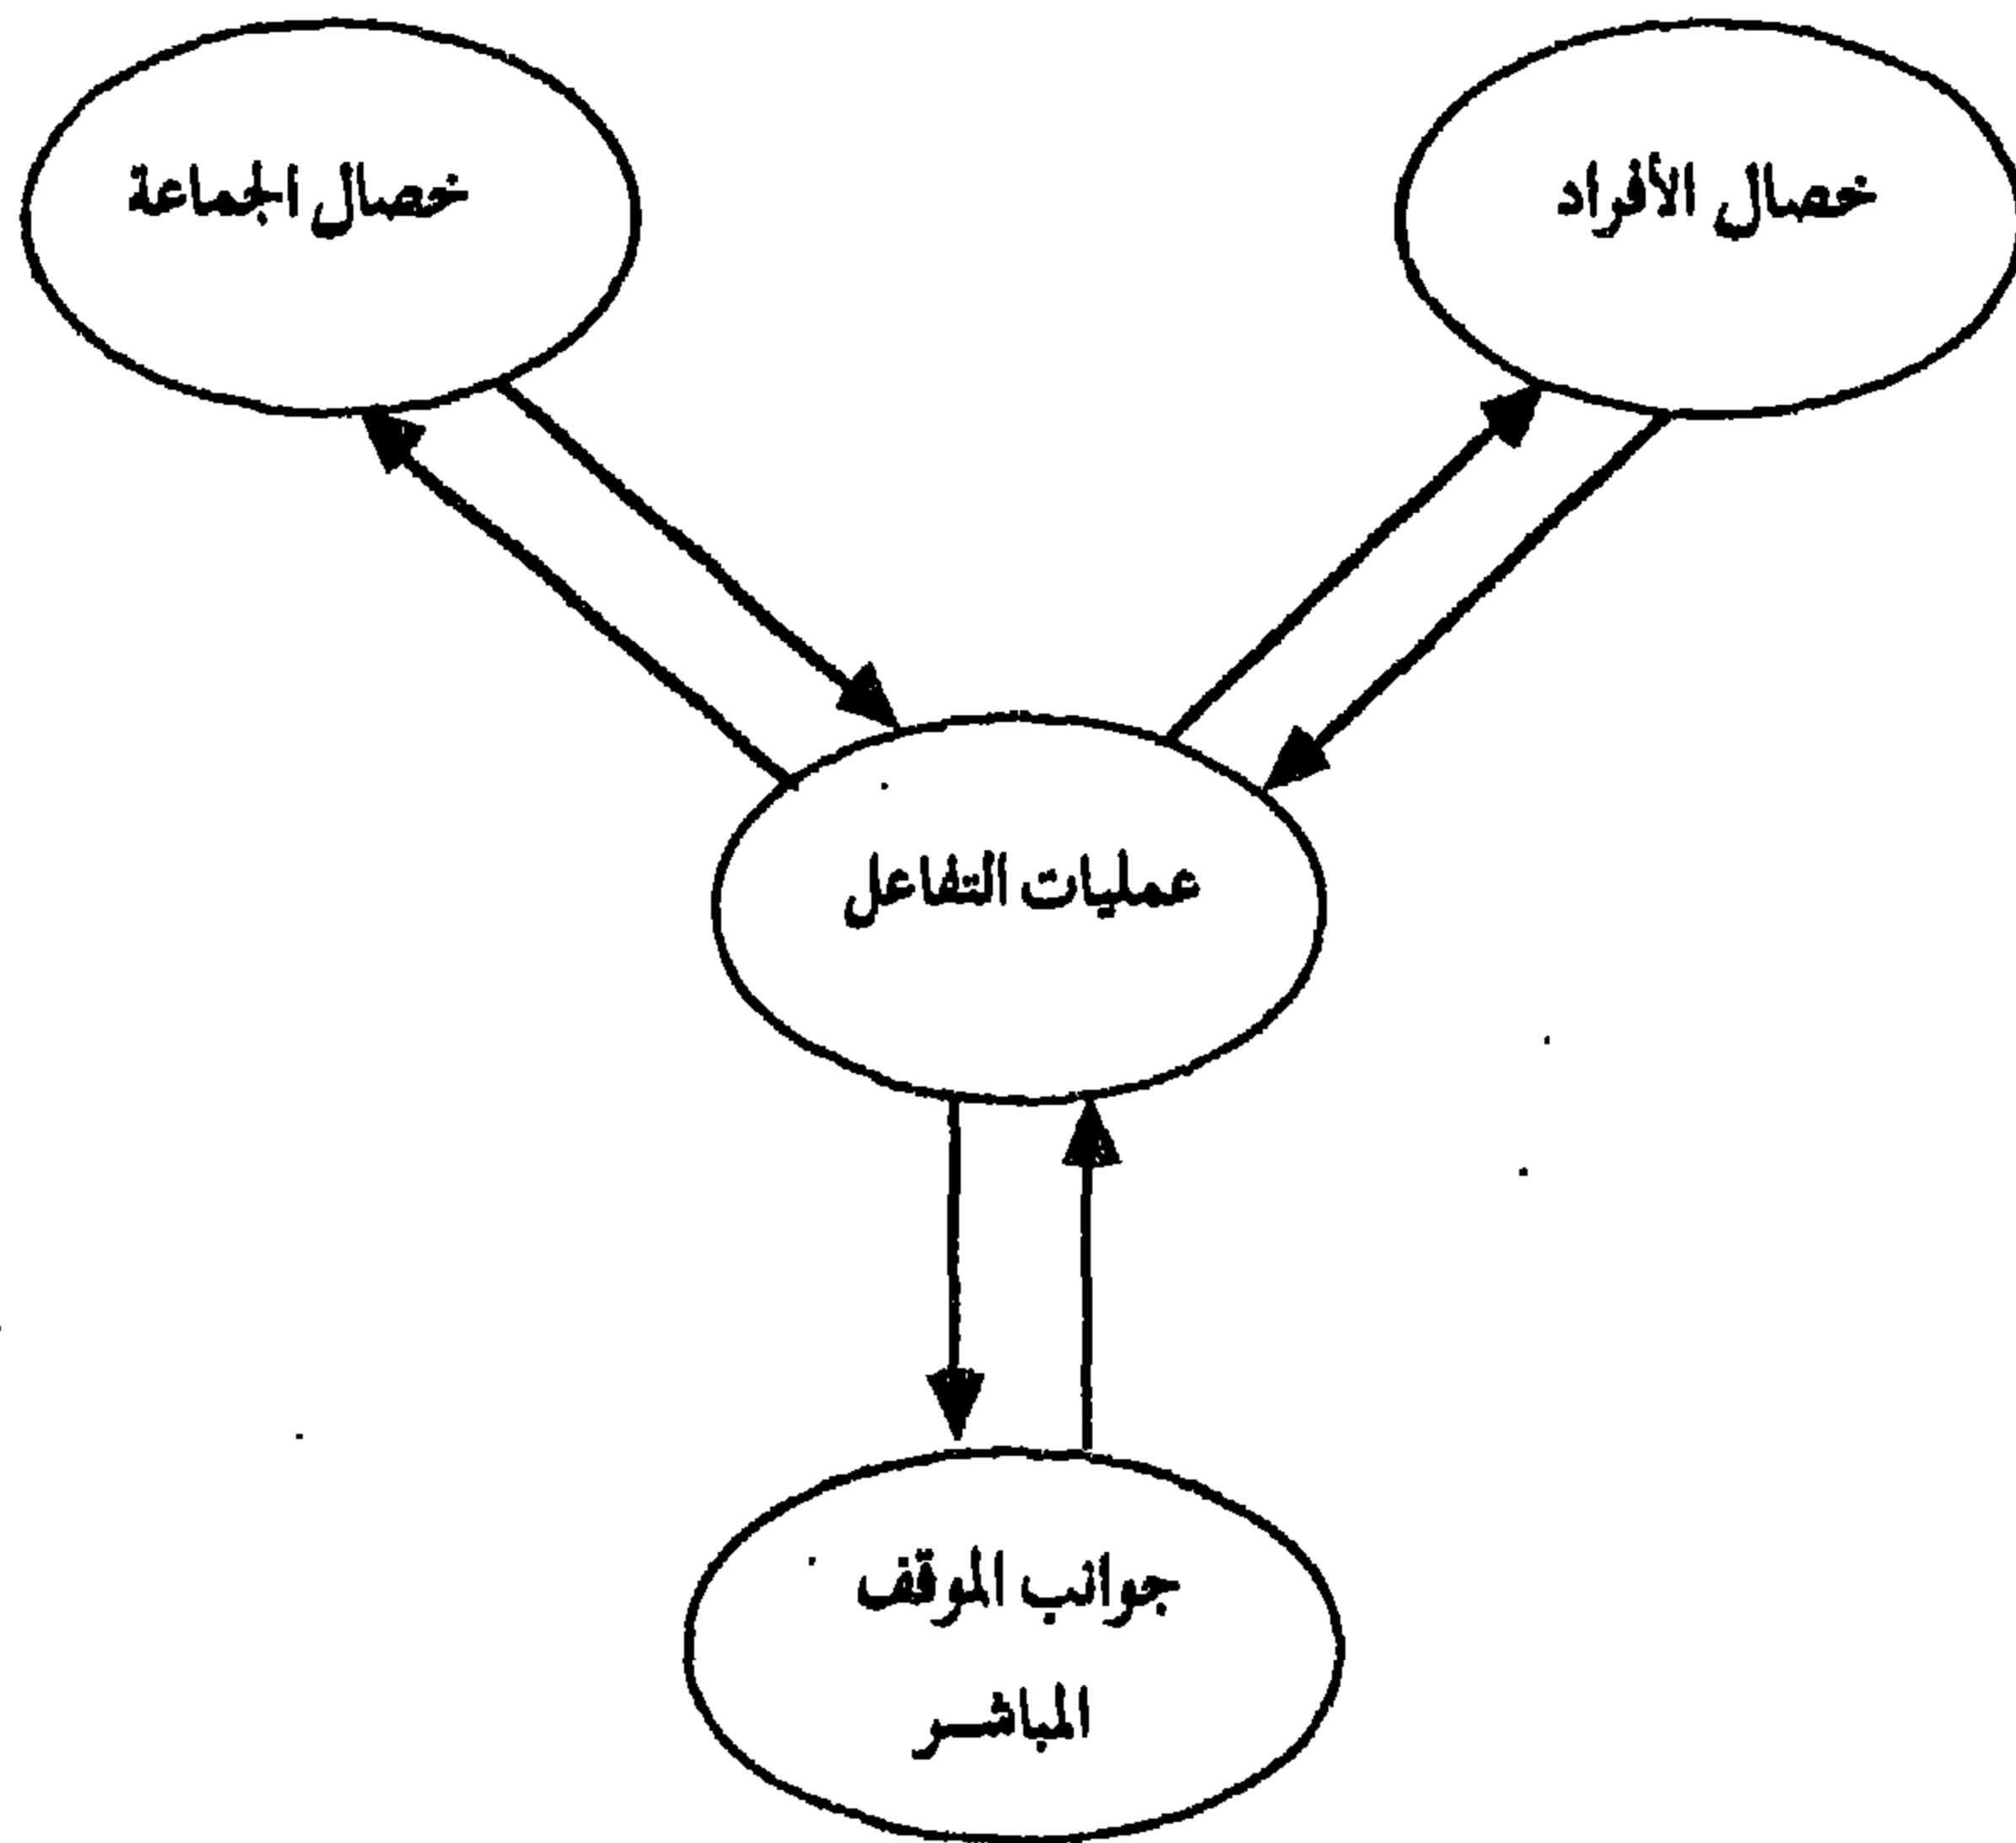 خصال الأفراد
خصال الجماعة
عمليات التفاعل
جوانب الموقف
المباشر